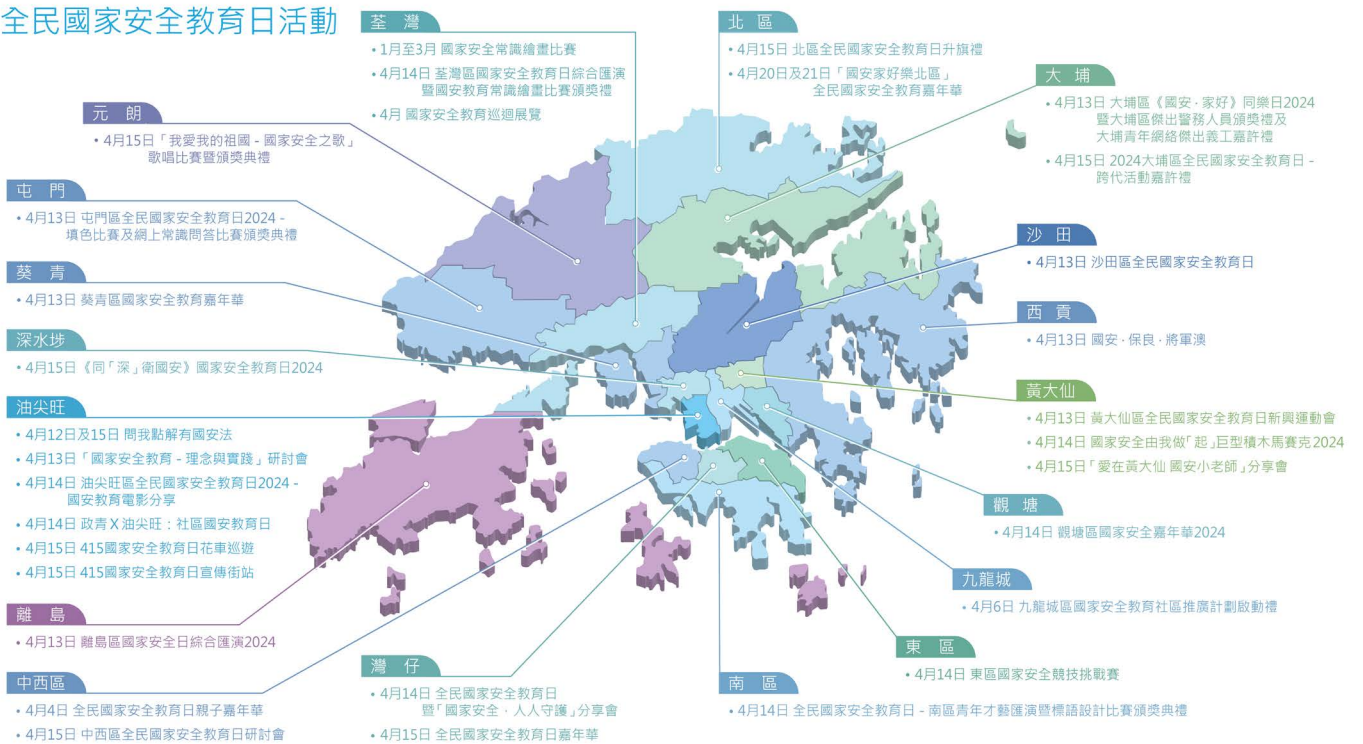 全民國家安全教育日活動
荃灣
• 1月至3月 國家安全常識繪畫比賽
• 4月14日 荃灣區國家安全教育日綜合匯演
暨國安教育常識繪畫比賽頒獎禮
• 4月 國家安全教育巡迴展覽
北區
• 4月15日 北區全民國家安全教育日升旗禮
• 4月20日及21日「國安家好樂北區」
全民國家安全教育嘉年華
大埔
• 4月13日 大埔區《國安·家好》同樂日2024
暨大埔區傑出警務人員頒獎禮及
大埔青年網絡傑出義工嘉許禮
• 4月15日 2024大埔區全民國家安全教育日 -
跨代活動嘉許禮
元朗
• 4月15日「我愛我的祖國 - 國家安全之歌」
歌唱比賽暨頒獎典禮
屯門
• 4月13日 屯門區全民國家安全教育日2024 -
填色比賽及網上常識問答比賽頒獎典禮
沙田
• 4月13日 沙田區全民國家安全教育日
葵青
• 4月13日 葵青區國家安全教育嘉年華
西貢
• 4月13日 國安·保良·將軍澳
深水埗
• 4月15日《同「深」衛國安》國家安全教育日2024
黃大仙
• 4月13日 黃大仙區全民國家安全教育日新興運動會
• 4月14日 國家安全由我做「起」巨型積木馬賽克2024
• 4月15日「愛在黃大仙 國安小老師」分享會
油尖旺
• 4月12日及15日 問我點解有國安法
• 4月13日「國家安全教育 - 理念與實踐」研討會
• 4月14日 油尖旺區全民國家安全教育日2024 -
國安教育電影分享
• 4月14日 政青X油尖旺：社區國安教育日
• 4月15日 415國家安全教育日花車巡遊
• 4月15日 415國家安全教育日宣傳街站
觀塘
• 4月14日 觀塘區國家安全嘉年華2024
九龍城
• 4月6日 九龍城區國家安全教育社區推廣計劃啟動禮
離島
• 4月13日 離島區國家安全日綜合匯演2024
東區
• 4月14日 東區國家安全競技挑戰賽
中西區
• 4月4日 全民國家安全教育日親子嘉年華
• 4月15日 中西區全民國家安全教育日研討會
灣仔
• 4月14日 全民國家安全教育日
暨「國家安全·人人守護」分享會
• 4月15日 全民國家安全教育日嘉年華
南區
• 4月14日 全民國家安全教育日 - 南區青年才藝匯演暨標語設計比賽頒獎典禮